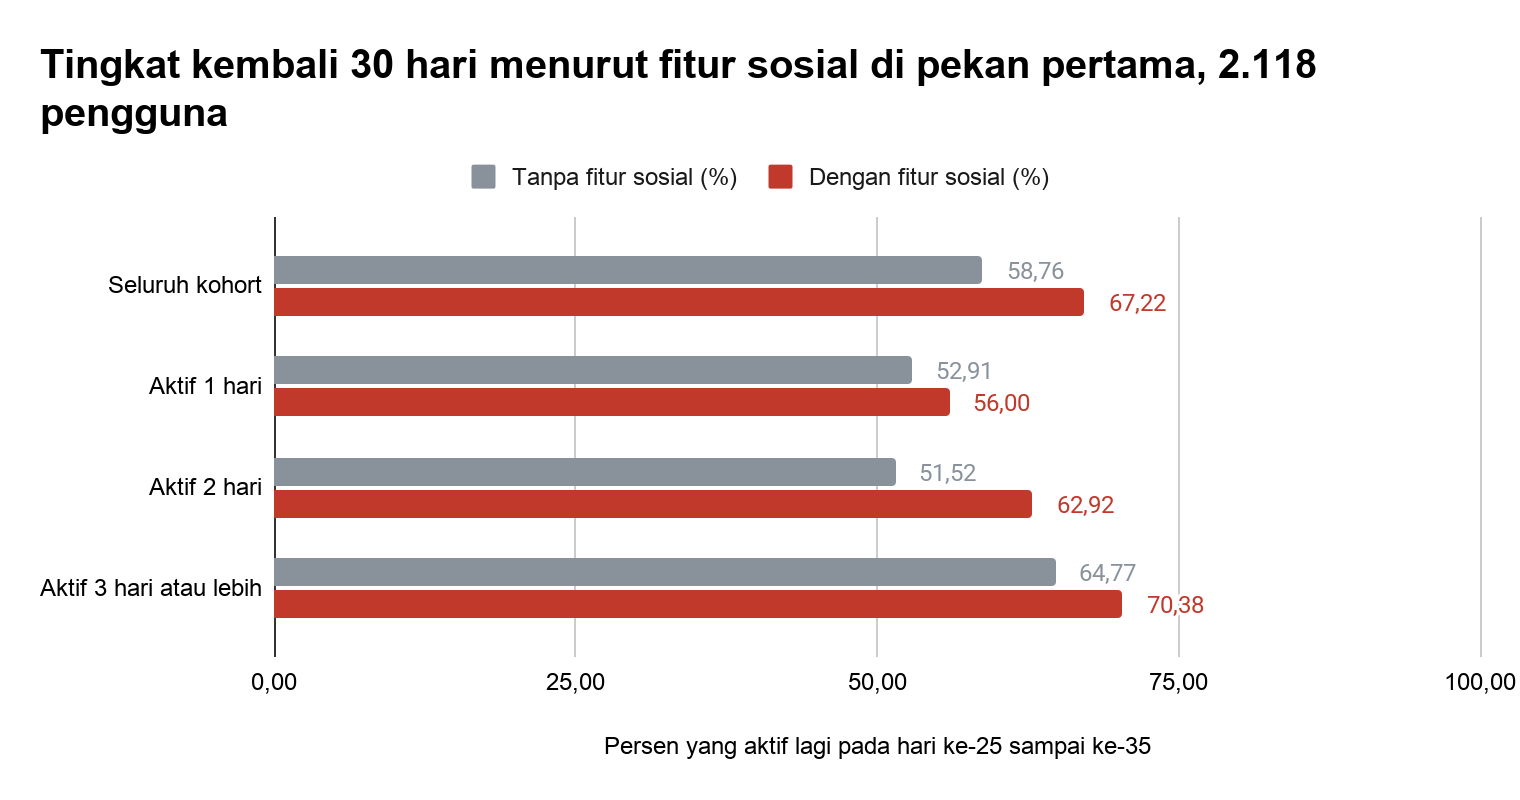 Tingkat kembali 30 hari menurut fitur sosial di pekan pertama, 2.118
pengguna
Tanpa fitur sosial (%)
Dengan fitur sosial (%)
Seluruh kohort
58,76
67,22
Aktif 1 hari
52,91
56,00
Aktif 2 hari
51,52
62,92
Aktif 3 hari atau lebih
64,77
70,38
0,00
25,00
50,00
75,00
100,00
Persen yang aktif lagi pada hari ke-25 sampai ke-35